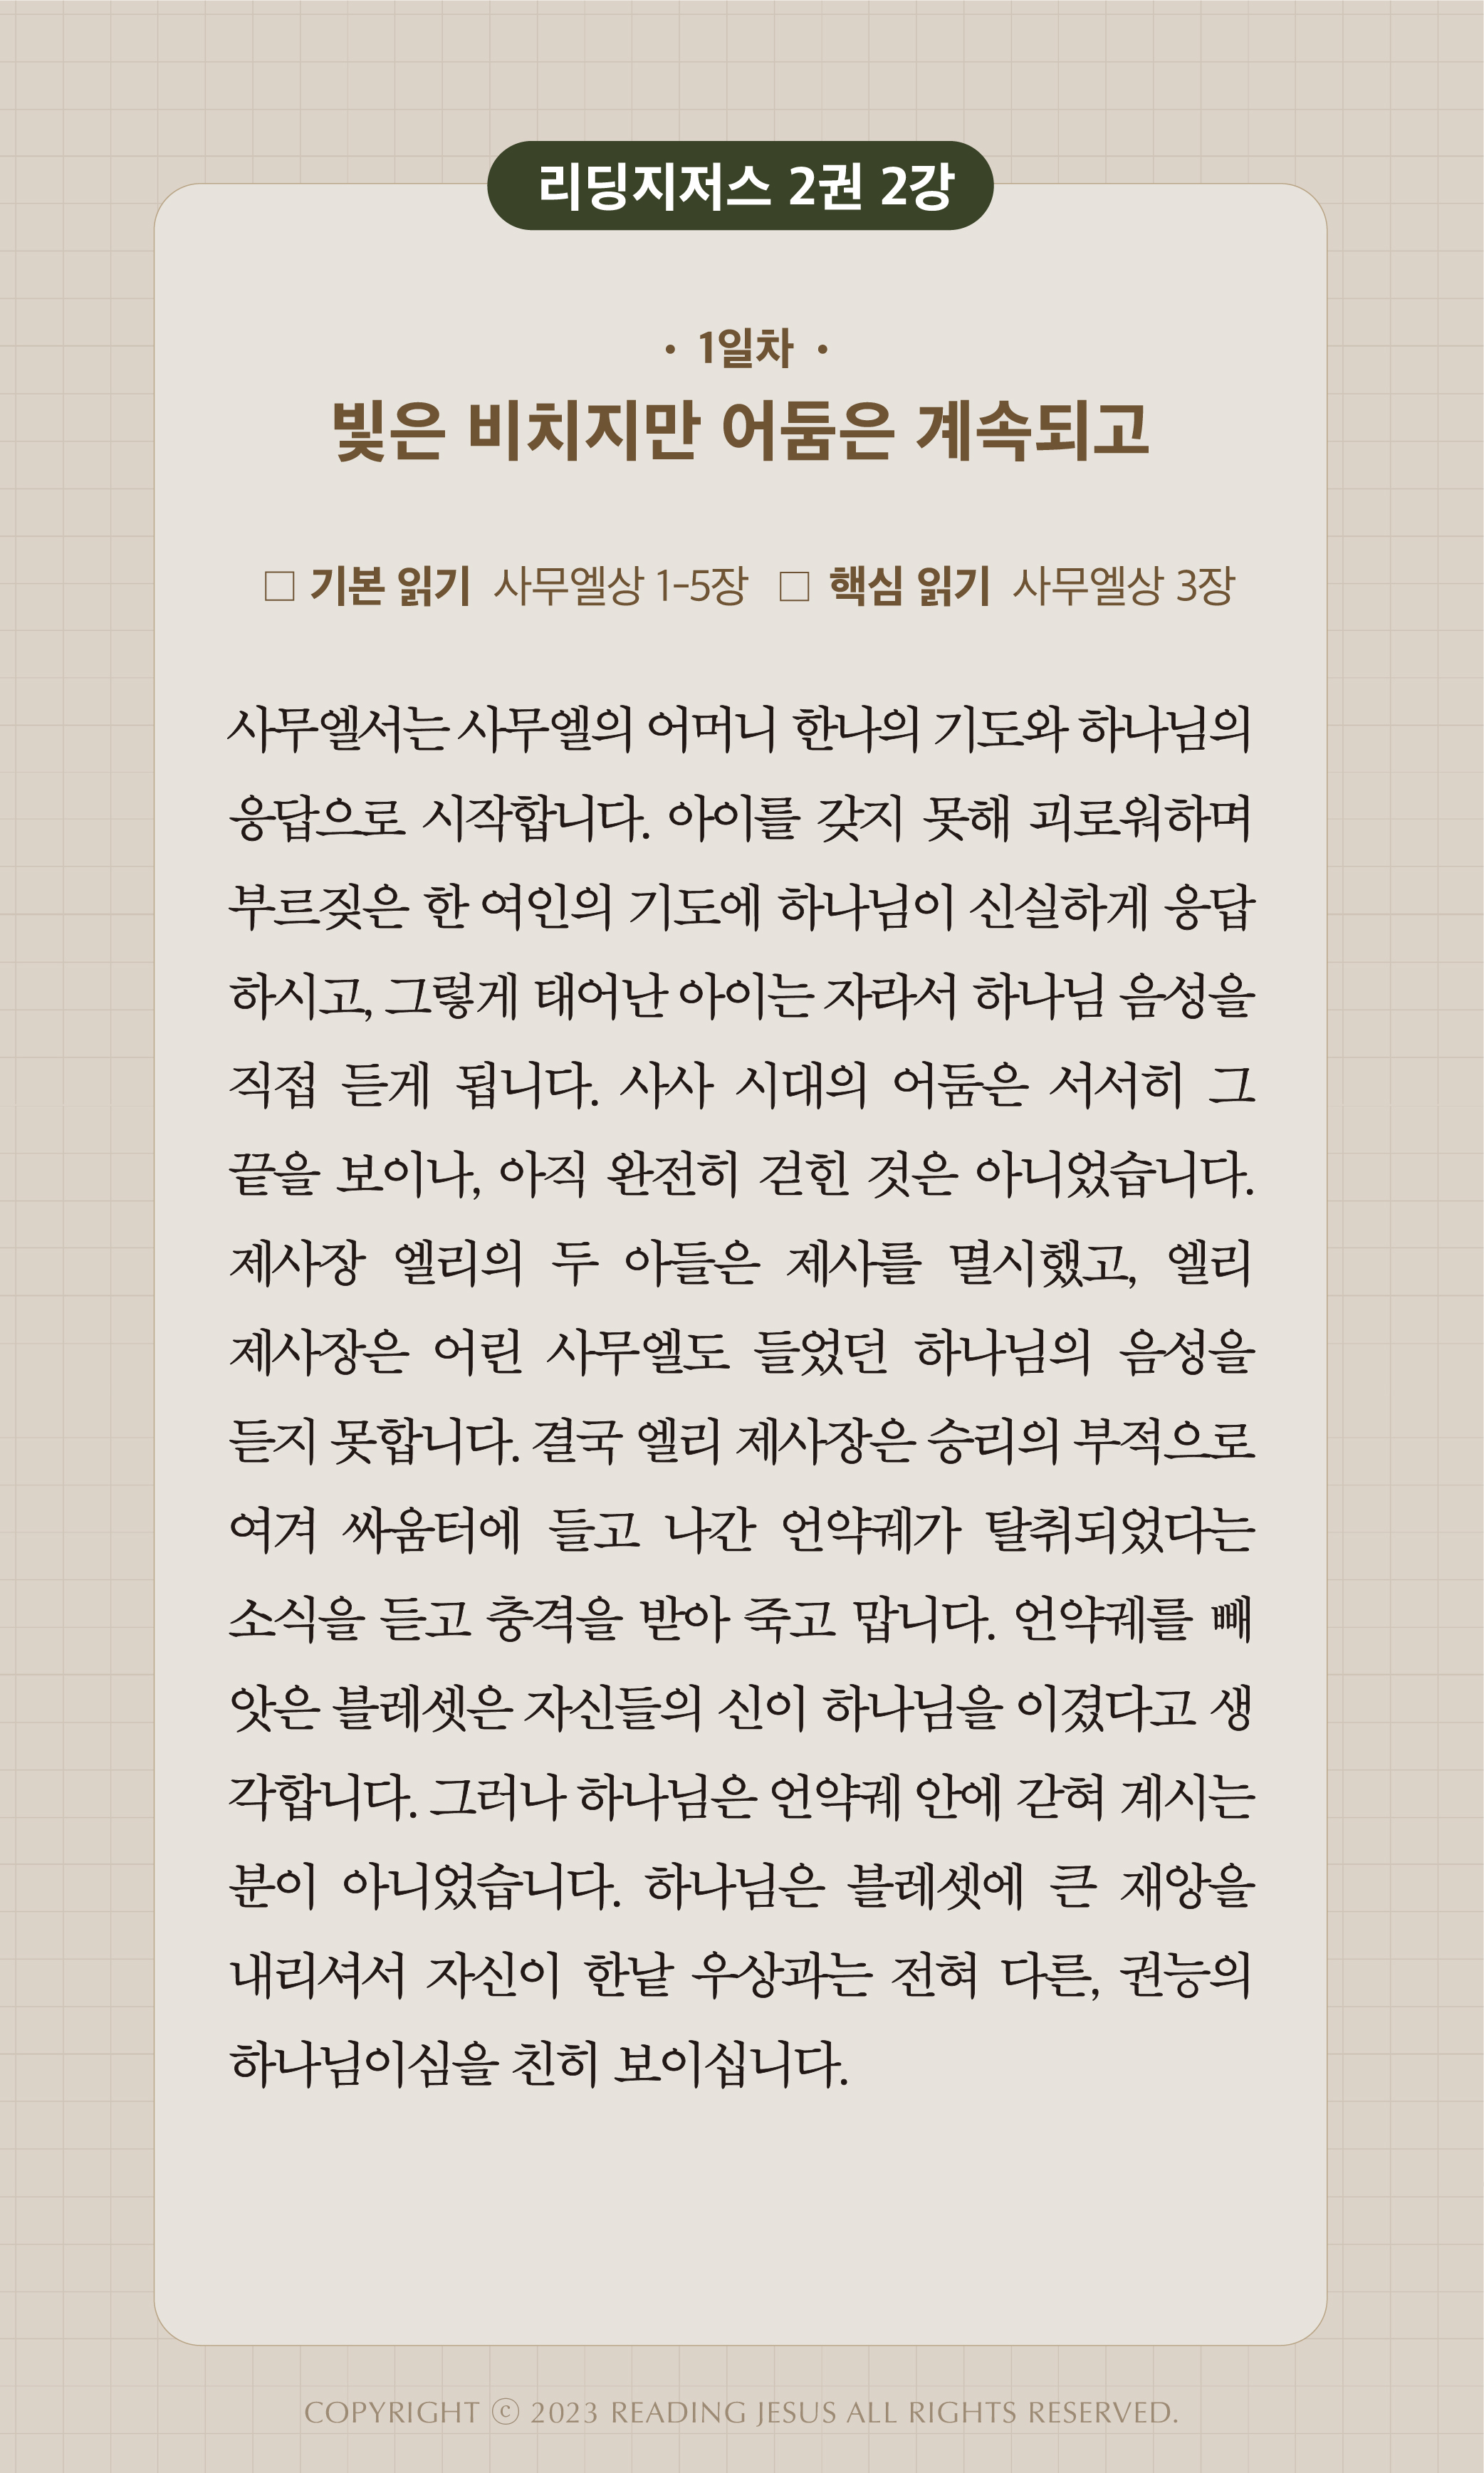 리딩지저스 2권 2강
· 1일차 ·
빛은 비치지만 어둠은 계속되고
□ 기본 읽기 사무엘상 1-5장 □ 핵심 읽기 사무엘상 3장
사무엘서는 사무엘의 어머니 한나의 기도와 하나님의
응답으로 시작합니다. 아이를 갖지 못해 괴로워하며
부르짖은 한 여인의 기도에 하나님이 신실하게 응답
하시고, 그렇게 태어난 아이는 자라서 하나님 음성을
직접 듣게 됩니다. 사사 시대의 어둠은 서서히 그
끝을 보이나, 아직 완전히 걷힌 것은 아니었습니다.
제사장 엘리의 두 아들은 제사를 멸시했고, 엘리
제사장은 어린 사무엘도 들었던 하나님의 음성을
듣지 못합니다. 결국 엘리 제사장은 승리의 부적으로
여겨 싸움터에 들고 나간 언약궤가 탈취되었다는
소식을 듣고 충격을 받아 죽고 맙니다. 언약궤를 빼
앗은 블레셋은 자신들의 신이 하나님을 이겼다고 생
각합니다. 그러나 하나님은 언약궤 안에 갇혀 계시는
분이 아니었습니다. 하나님은 블레셋에 큰 재앙을
내리셔서 자신이 한낱 우상과는 전혀 다른, 권능의
하나님이심을 친히 보이십니다.
COPYRIGHT ⓒ 2023 READING JESUS ALL RIGHTS RESERVED.